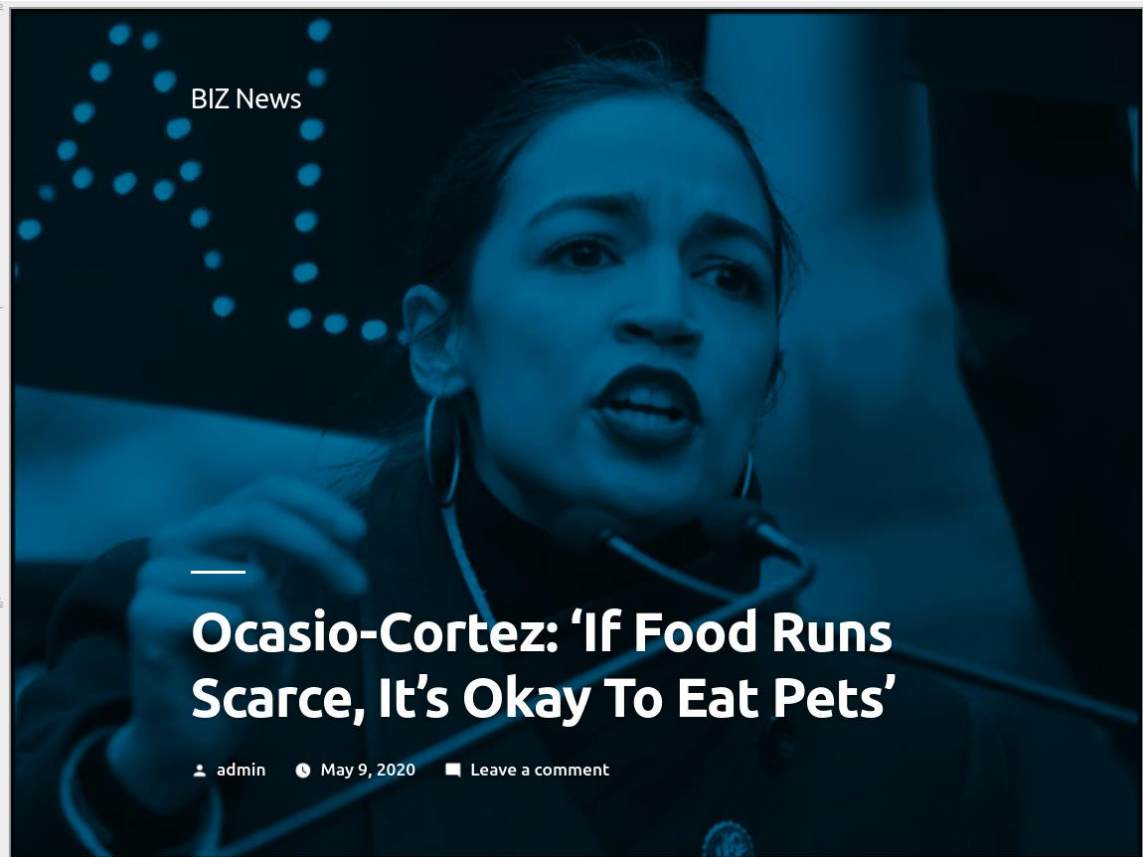 AL
BIZ News
Ocasio-Cortez: ‘If Food Runs
Scarce, It’s Okay To Eat Pets’
admin May 9, 2020 Leave a comment